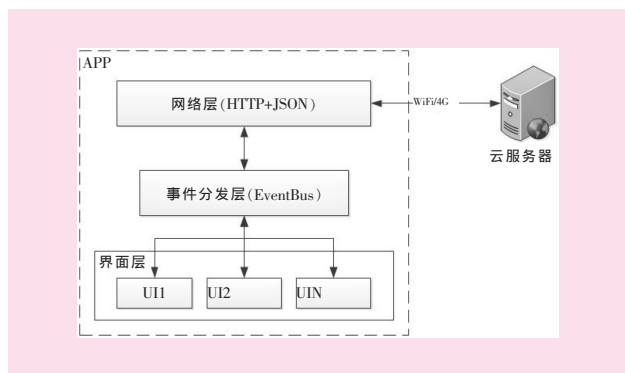 APP
网络层(HTTP+JSON)
WiFi/4G
云服务器
事件分发层(EventBus)
界面层
UI1
UI2
UIN